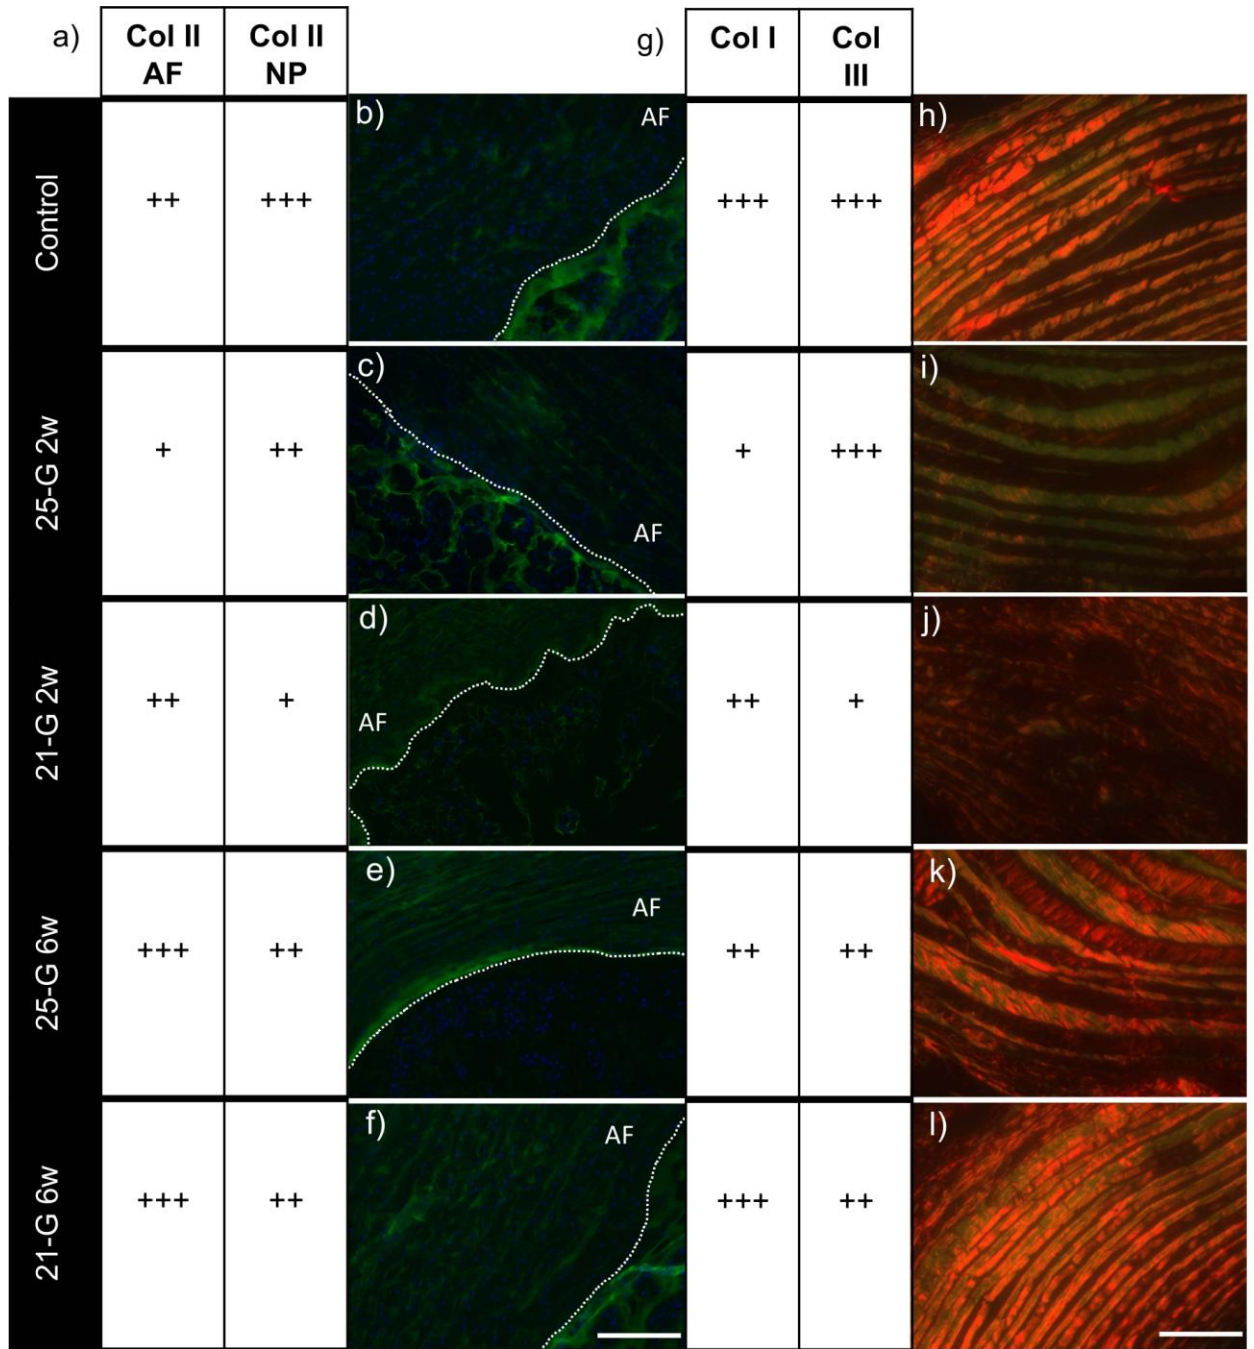 a)
Col II
AF
Col II
NP
g)
Col I
Col
III
Control
++
+++
b)
AF
+++
+++
h)
25-G 2w
+
++
c)
AF
+
+++
i)
21-G 2w
++
+
d)
AF
++
+
j)
25-G 6w
+++
++
e)
AF
++
++
k)
21-G 6w
+++
++
f)
AF
+++
++
l)